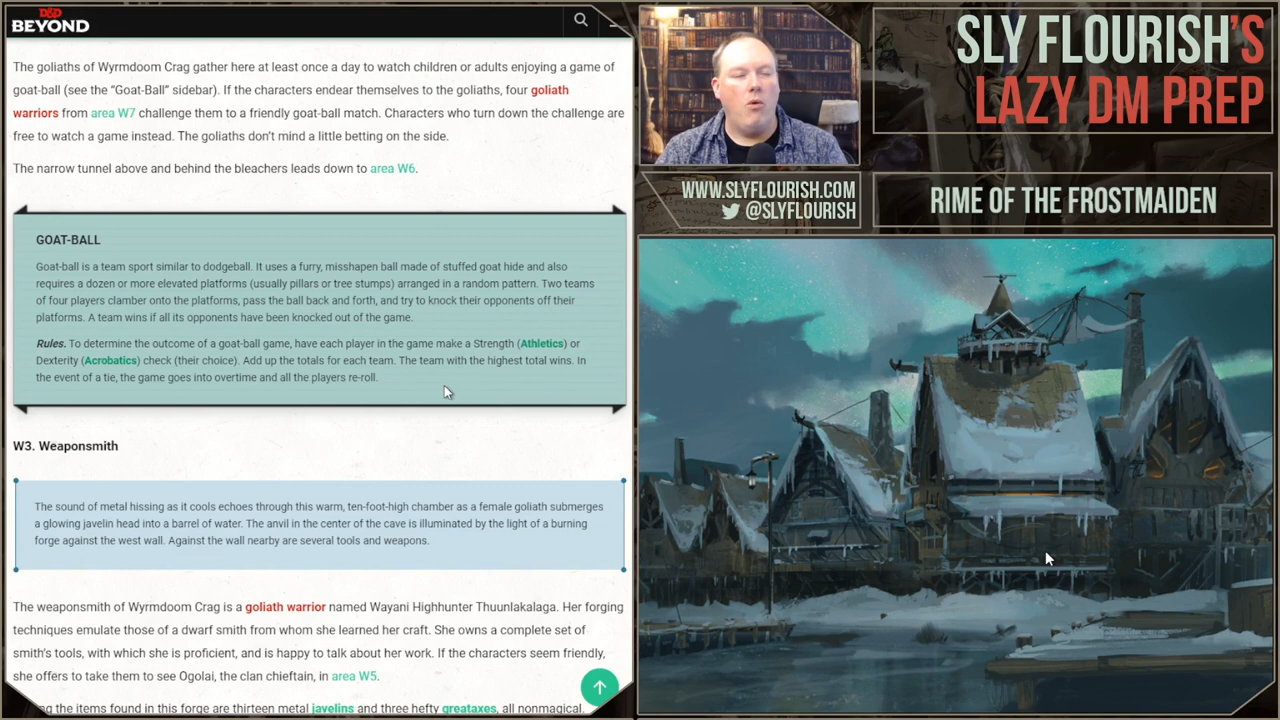 D&D
BEYOND
The goliaths of Wyrmdoom Crag gather here at least once a day to watch children or adults enjoying a game of
goat-ball (see the “Goat-Ball” sidebar). If the characters endear themselves to the goliaths, four goliath
warriors from area W7 challenge them to a friendly goat-ball match. Characters who turn down the challenge are
free to watch a game instead. The goliaths don’t mind a little betting on the side.
The narrow tunnel above and behind the bleachers leads down to area W6.
GOAT-BALL
Goat-ball is a team sport similar to dodgeball. It uses a furry, misshapen ball made of stuffed goat hide and also
requires a dozen or more elevated platforms (usually pillars or tree stumps) arranged in a random pattern. Two teams
of four players clamber onto the platforms, pass the ball back and forth, and try to knock their opponents off their
platforms. A team wins if all its opponents have been knocked out of the game.
Rules. To determine the outcome of a goat-ball game, have each player in the game make a Strength (Athletics) or
Dexterity (Acrobatics) check (their choice). Add up the totals for each team. The team with the highest total wins. In
the event of a tie, the game goes into overtime and all the players re-roll.
W3. Weaponsmith
The sound of metal hissing as it cools echoes through this warm, ten-foot-high chamber as a female goliath submerges
a glowing javelin head into a barrel of water. The anvil in the center of the cave is illuminated by the light of a burning
forge against the west wall. Against the wall nearby are several tools and weapons.
The weaponsmith of Wyrmdoom Crag is a goliath warrior named Wayani Highhunter Thuunlakalaga. Her forging
techniques emulate those of a dwarf smith from whom she learned her craft. She owns a complete set of
smith’s tools, with which she is proficient, and is happy to talk about her work. If the characters seem friendly,
she offers to take them to see Ogolai, the clan chieftain, in area W5.
the items found in this forge are thirteen metal javelins and three hefty greataxes, all nonmagical.
SLY FLOURISH’S
LAZY DM PREP
WWW.SLYFLOURISH.COM
@SLYFLOURISH
RIME OF THE FROSTMAIDEN